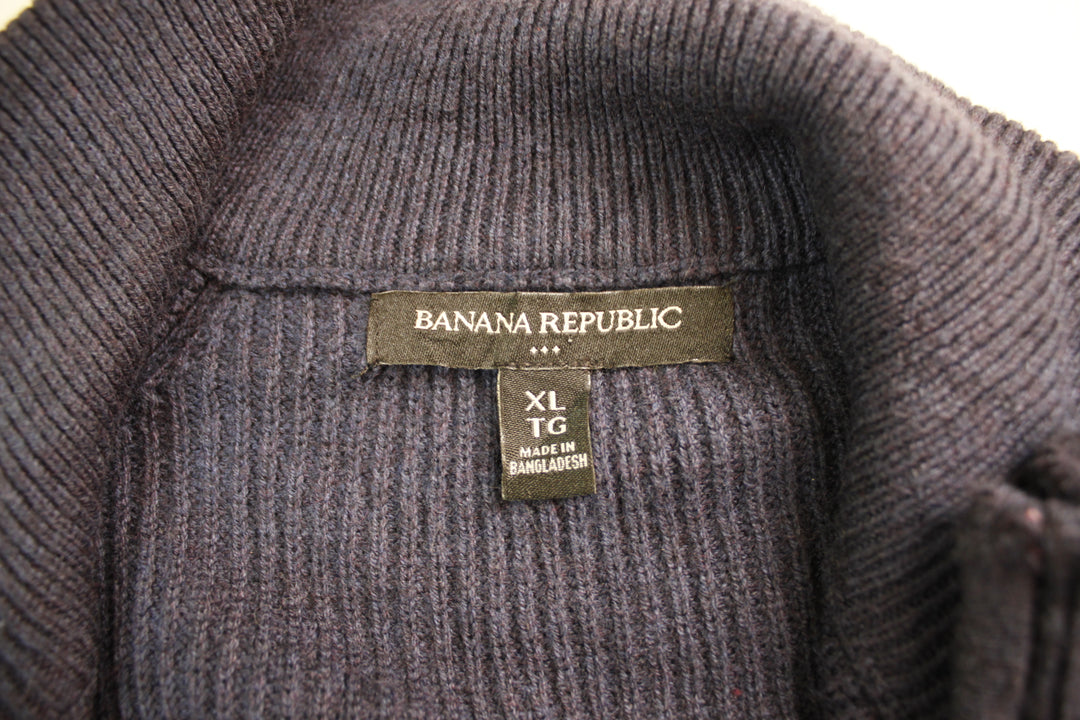 BANANA REPUBLIC
XL
TG
MADE IN
BANGLADESH